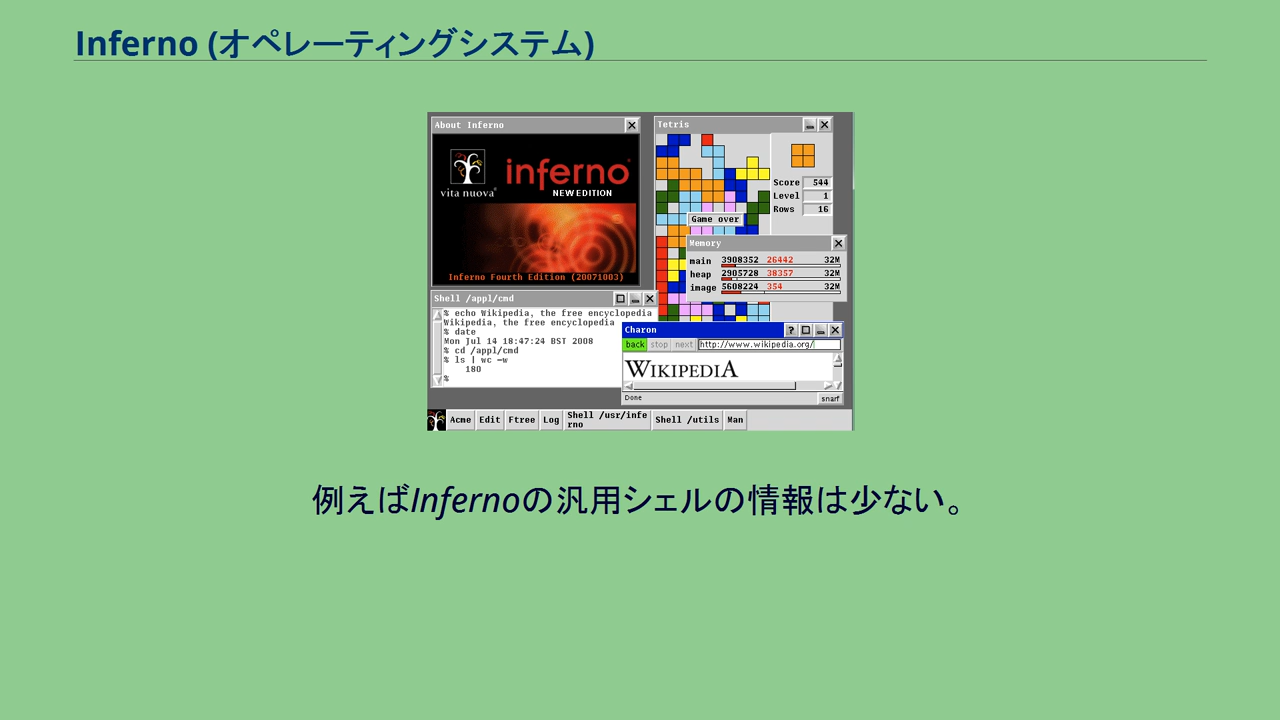 Inferno (オペレーティングシステム)
About Inferno
vita nuova
inferno
NEW EDITION
Inferno Fourth Edition (20071003)
Tetris
Score 544
Level 1
Rows 16
Game over
Memory
main 3908352 26442 32M
heap 2905728 38357 32M
image 5608224 354 32M
Shell /appl/cmd
% echo Wikipedia, the free encyclopedia
Wikipedia, the free encyclopedia
% date
Mon Jul 14 18:47:24 BST 2008
% cd /appl/cmd
% ls | wc -w
180
%
Charon
back stop next http://www.wikipedia.org/
WIKIPEDIA
Done
snarf
Acme Edit Ftree Log Shell /usr/infe
rno Shell /utils Man
例えばInfernoの汎用シェルの情報は少ない。